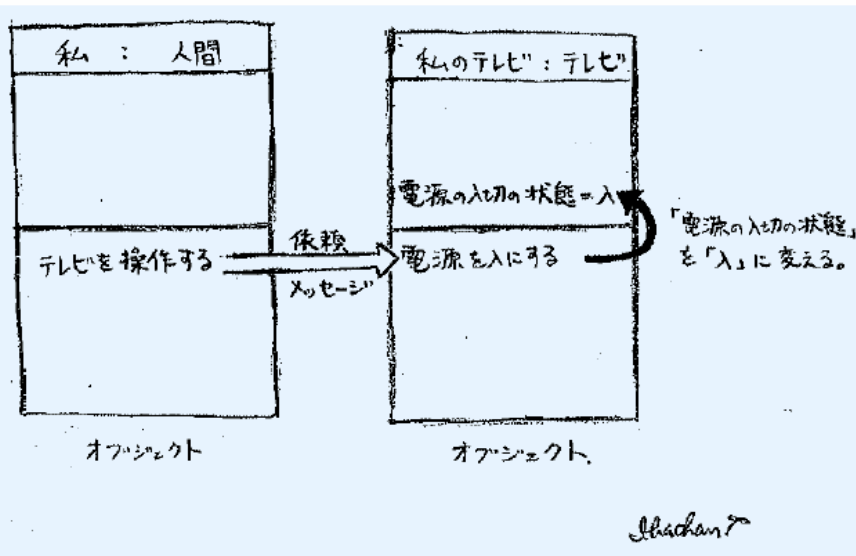 私 : 人間
テレビを操作する
オブジェクト
依頼
メッセージ
私のテレビ : テレビ
電源の入切の状態=入
電源を入にする
オブジェクト.
「電源の入切の状態」
を「入」に変える。